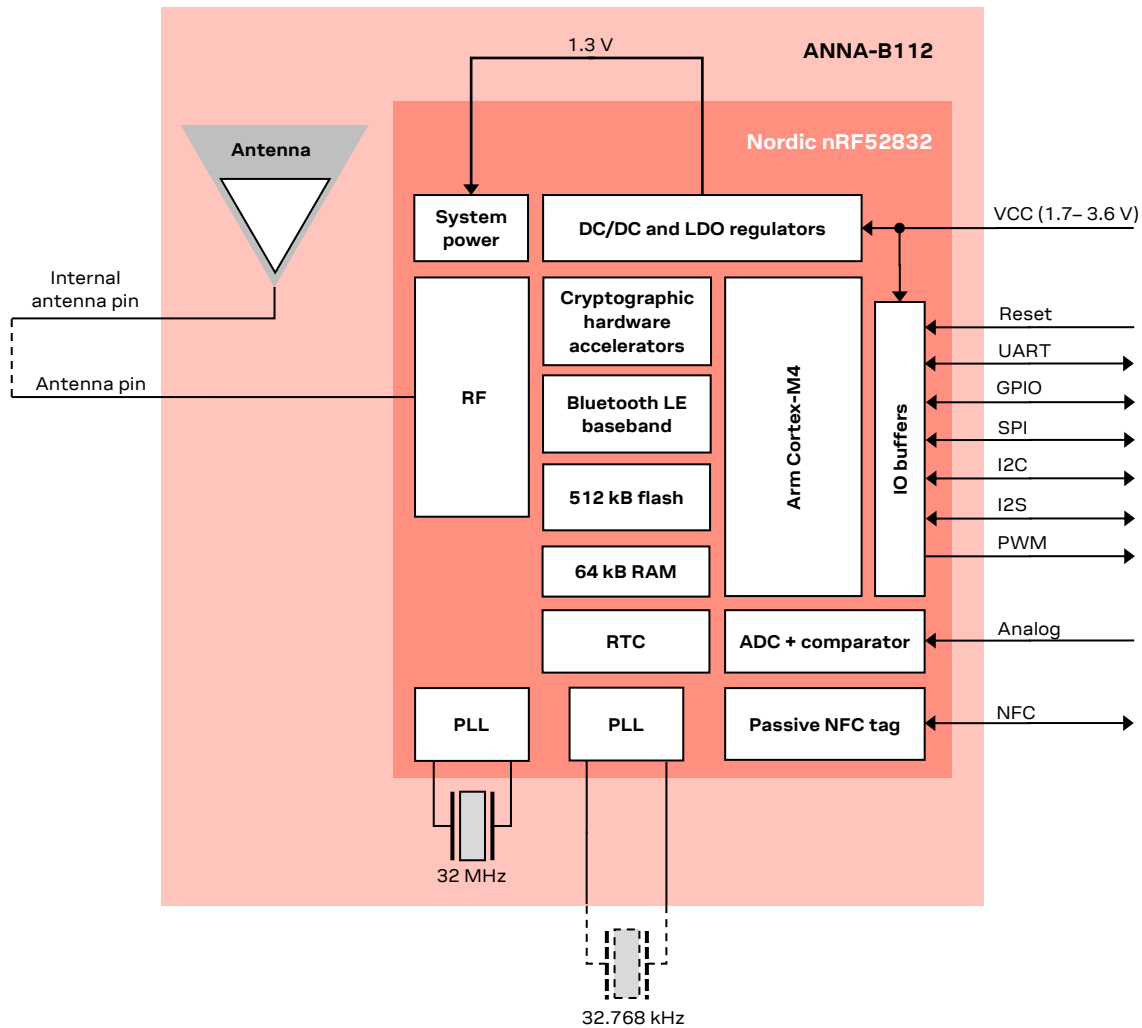 1.3 V
ANNA-B112
Nordic nRF52832
Antenna
System
power
DC/DC and LDO regulators
VCC (1.7– 3.6 V)
Internal
antenna pin
Cryptographic
hardware
accelerators
Reset
UART
Antenna pin
RF
Bluetooth LE
baseband
Arm Cortex-M4
IO buffers
GPIO
SPI
I2C
512 kB flash
I2S
PWM
64 kB RAM
RTC
ADC + comparator
Analog
PLL
PLL
Passive NFC tag
NFC
32 MHz
32.768 kHz